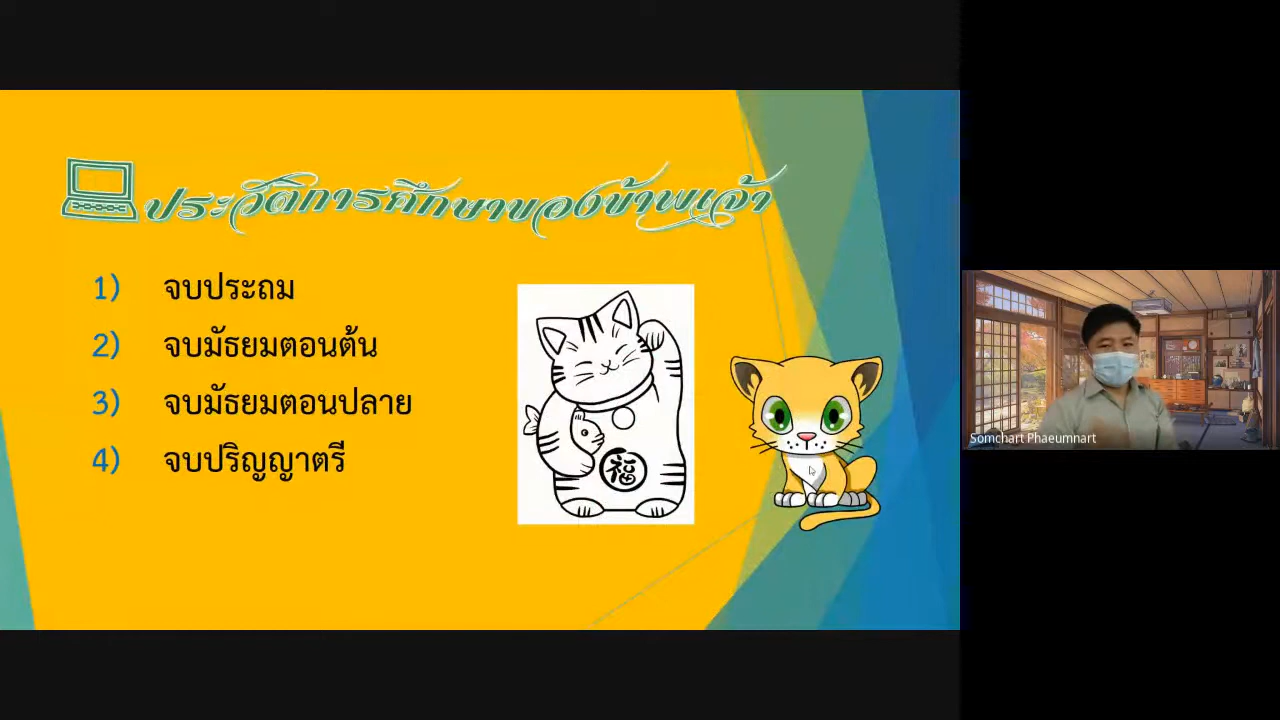 ประวัติการศึกษาของข้าพเจ้า
1) จบประถม
2) จบมัธยมตอนต้น
3) จบมัธยมตอนปลาย
4) จบปริญญาตรี
福
Somchart Phaeumnart